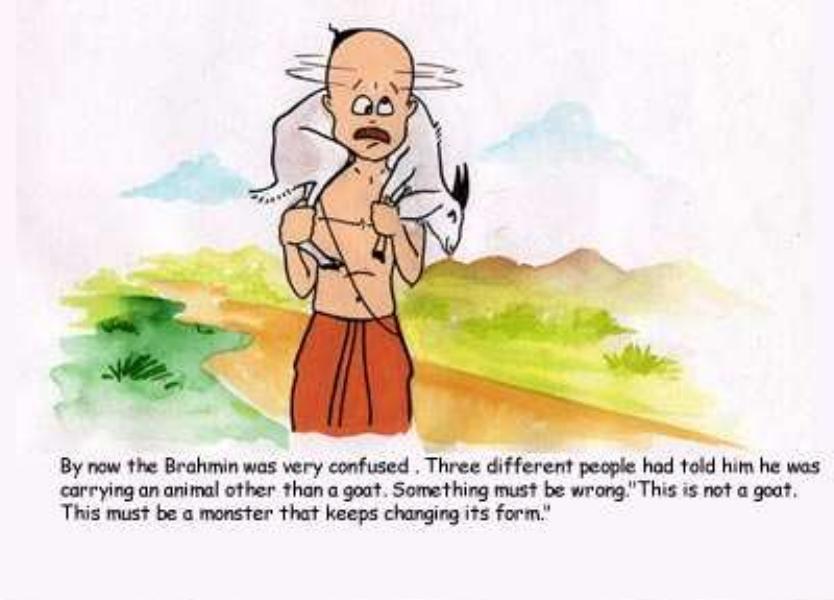 By now the Brahmin was very confused . Three different people had told him he was
carrying an animal other than a goat. Something must be wrong."This is not a goat.
This must be a monster that keeps changing its form."